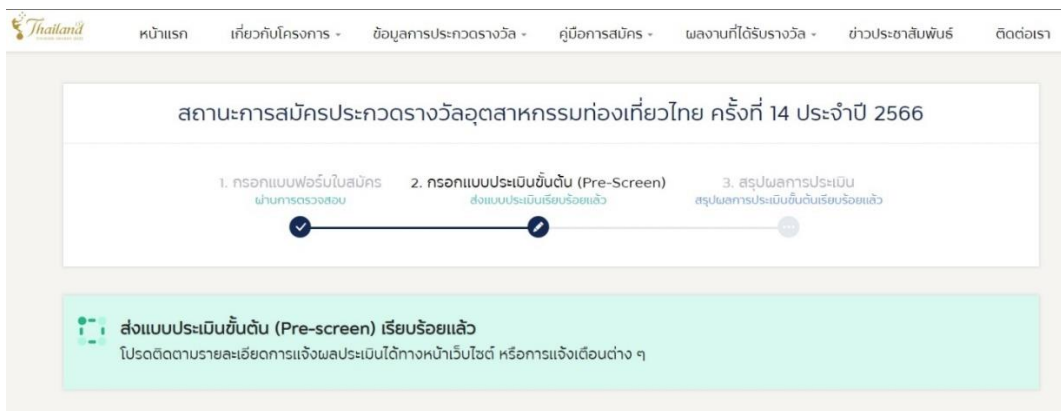 Thailand
หน้าแรก เกี่ยวกับโครงการ ข้อมูลการประกวดรางวัล คู่มือการสมัคร ผลงานที่ได้รับรางวัล ข่าวประชาสัมพันธ์ ติดต่อเรา
สถานะการสมัครประกวดรางวัลอุตสาหกรรมท่องเที่ยวไทย ครั้งที่ 14 ประจำปี 2566
1. กรอกแบบฟอร์มใบสมัคร 2. กรอกแบบประเมินขั้นต้น (Pre-Screen) 3. สรุปผลการประเมิน
ผ่านการตรวจสอบ ส่งแบบประเมินเรียบร้อยแล้ว สรุปผลการประเมินขั้นต้นเรียบร้อยแล้ว
ส่งแบบประเมินขั้นต้น (Pre-screen) เรียบร้อยแล้ว
โปรดติดตามรายละเอียดการแจ้งผลประเมินได้ทางหน้าเว็บไซต์ หรือการแจ้งเตือนต่าง ๆ